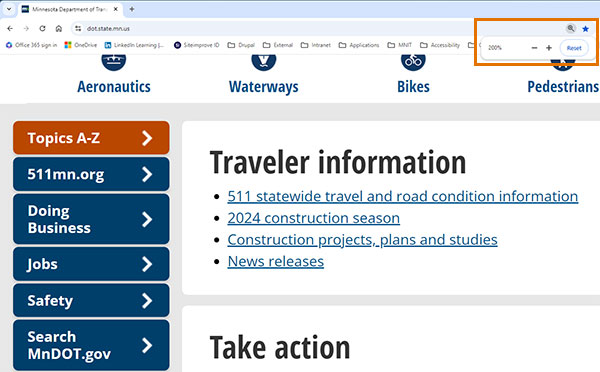 Minnesota Department of Tran
dot.state.mn.us
Office 365 sign in
OneDrive
LinkedIn Learning |...
Siteimprove ID
Drupal
External
Intranet
Applications
MNIT
Accessibility
200%
Reset
Aeronautics
Waterways
Bikes
Pedestrians
Topics A-Z
511mn.org
Doing
Business
Jobs
Safety
Search
MnDOT.gov
Traveler information
511 statewide travel and road condition information
2024 construction season
Construction projects, plans and studies
News releases
Take action